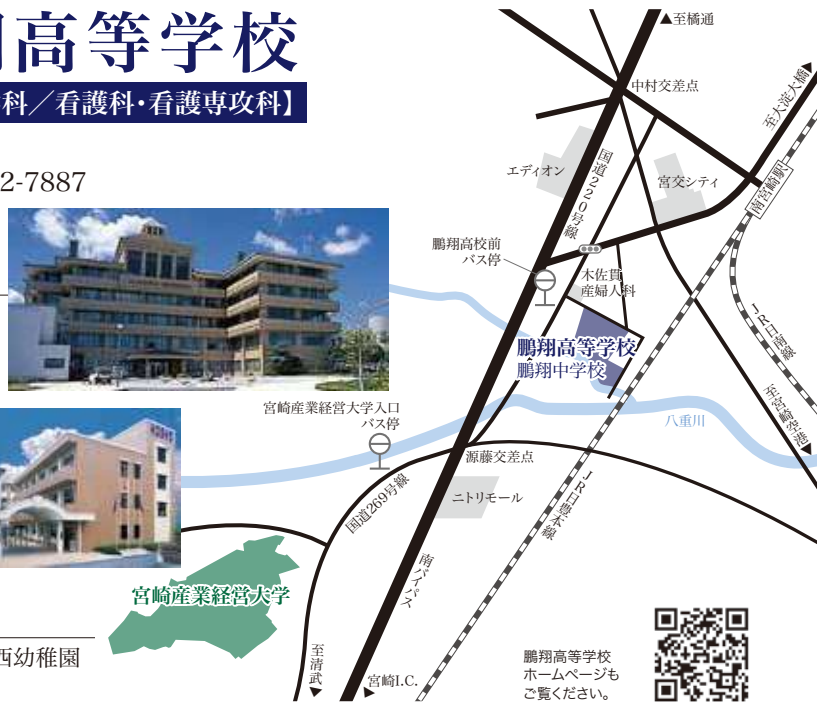 高等学校
科／看護科・看護専攻科】
2-7887
▲至橘通
中村交差点
至大淀大橋
エディオン
国道220号線
宮交シティ
南宮崎駅
鵬翔高校前
バス停
木佐貫
産婦人科
鵬翔高等学校
鵬翔中学校
JR日南線
至宮崎空港
宮崎産業経営大学入口
バス停
八重川
源藤交差点
国道269号線
ニトリモール
JR日豊本線
南バイパス
宮崎産業経営大学
西幼稚園
至清武
宮崎I.C.
鵬翔高等学校
ホームページも
ご覧ください。